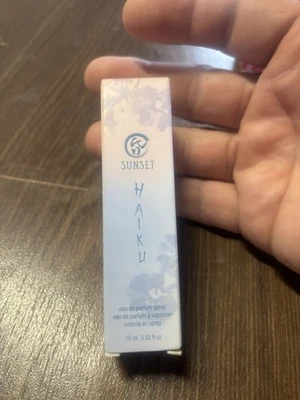 SUNSET
HAIKU
eau de parfum spray
eau de parfum à vaporiser
colonia en spray
15 ml · 0.50 fl oz